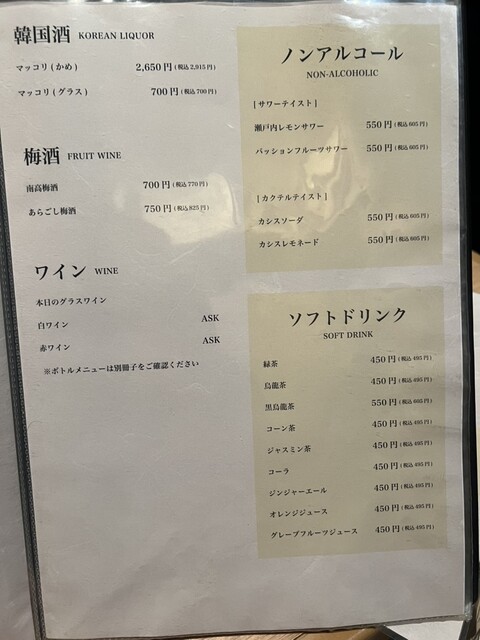 韓国酒 KOREAN LIQUOR
マッコリ(かめ) 2,650円(税込2,915円)
マッコリ(グラス) 700円(税込700円)
梅酒 FRUIT WINE
南高梅酒 700円(税込770円)
あらごし梅酒 750円(税込825円)
ワイン WINE
本日のグラスワイン
白ワイン ASK
赤ワイン ASK
※ボトルメニューは別冊子をご確認ください
ノンアルコール
NON-ALCOHOLIC
[サワーテイスト]
瀬戸内レモンサワー 550円(税込605円)
パッションフルーツサワー 550円(税込605円)
[カクテルテイスト]
カシスソーダ 550円(税込605円)
カシスレモネード 550円(税込605円)
ソフトドリンク
SOFT DRINK
緑茶 450円(税込495円)
烏龍茶 450円(税込495円)
黒烏龍茶 550円(税込605円)
コーン茶 450円(税込495円)
ジャスミン茶 450円(税込495円)
コーラ 450円(税込495円)
ジンジャーエール 450円(税込495円)
オレンジジュース 450円(税込495円)
グレープフルーツジュース 450円(税込495円)